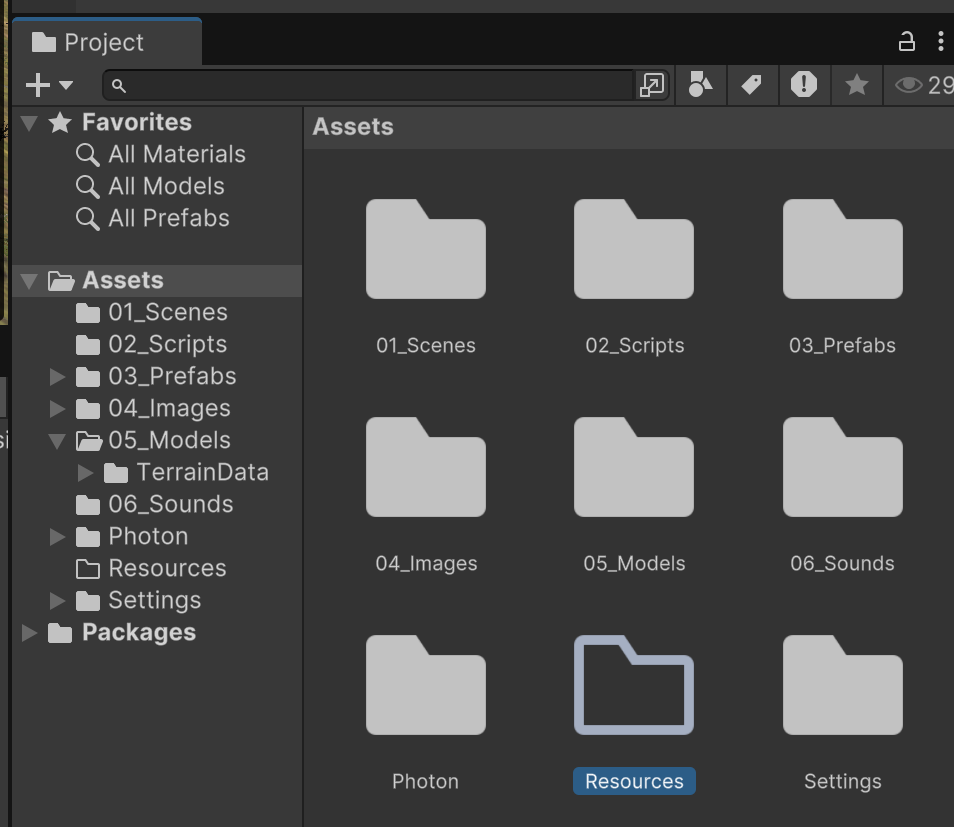 Project
29
Favorites
All Materials
All Models
All Prefabs
Assets
01_Scenes
02_Scripts
03_Prefabs
04_Images
05_Models
TerrainData
06_Sounds
Photon
Resources
Settings
Packages
Assets
01_Scenes
02_Scripts
03_Prefabs
04_Images
05_Models
06_Sounds
Photon
Resources
Settings